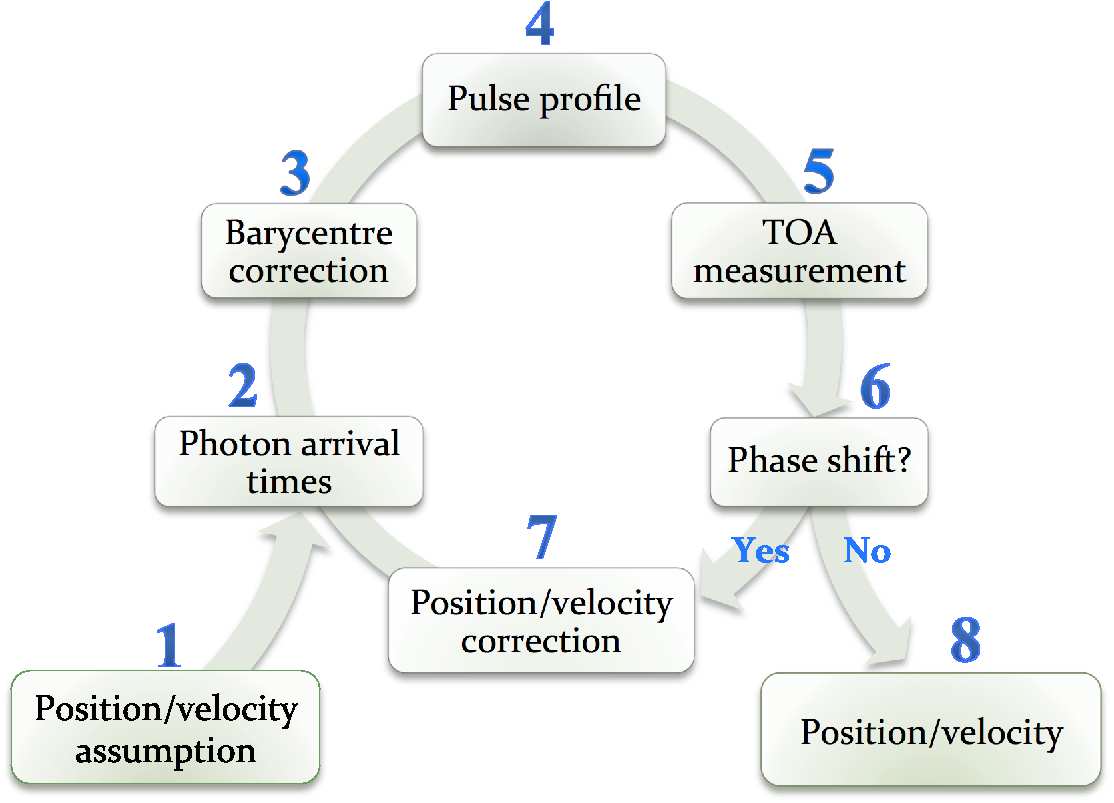 4
Pulse profile
3
Barycentre
correction
5
TOA
measurement
2
Photon arrival
times
6
Phase shift?
Yes
No
7
Position/velocity
correction
1
Position/velocity
assumption
8
Position/velocity